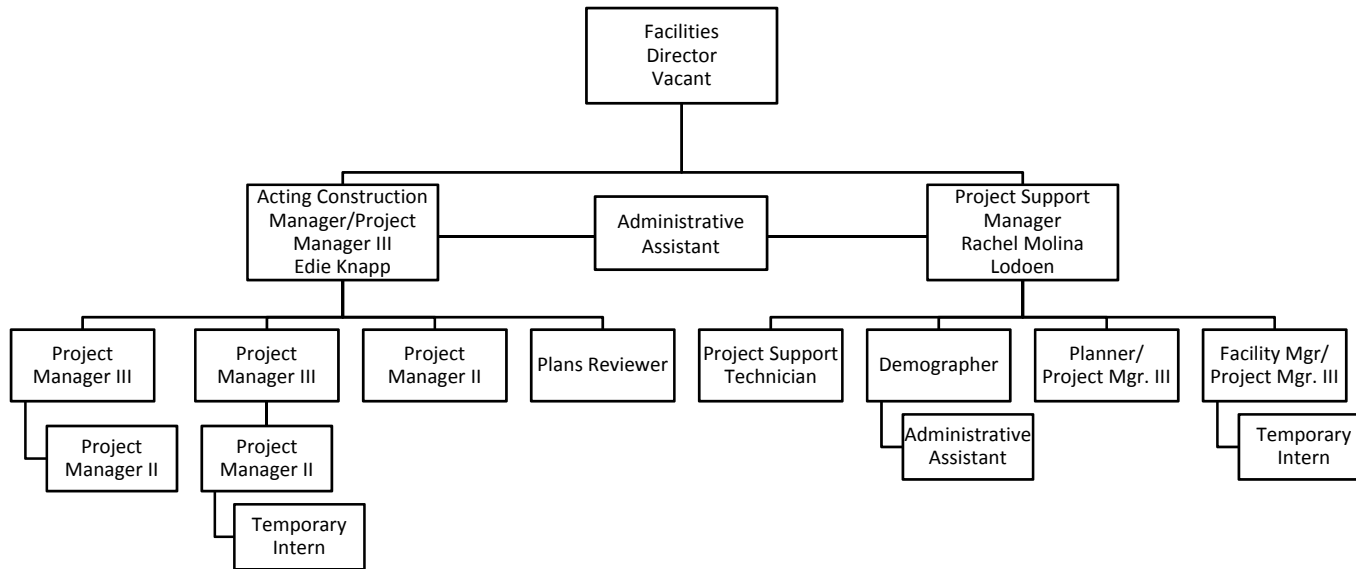 Facilities
Director
Vacant
Acting Construction
Manager/Project
Manager III
Edie Knapp
Administrative
Assistant
Project Support
Manager
Rachel Molina
Lodoen
Project
Manager III
Project
Manager III
Project
Manager II
Plans Reviewer
Project Support
Technician
Demographer
Planner/
Project Mgr. III
Facility Mgr/
Project Mgr. III
Project
Manager II
Project
Manager II
Administrative
Assistant
Temporary
Intern
Temporary
Intern